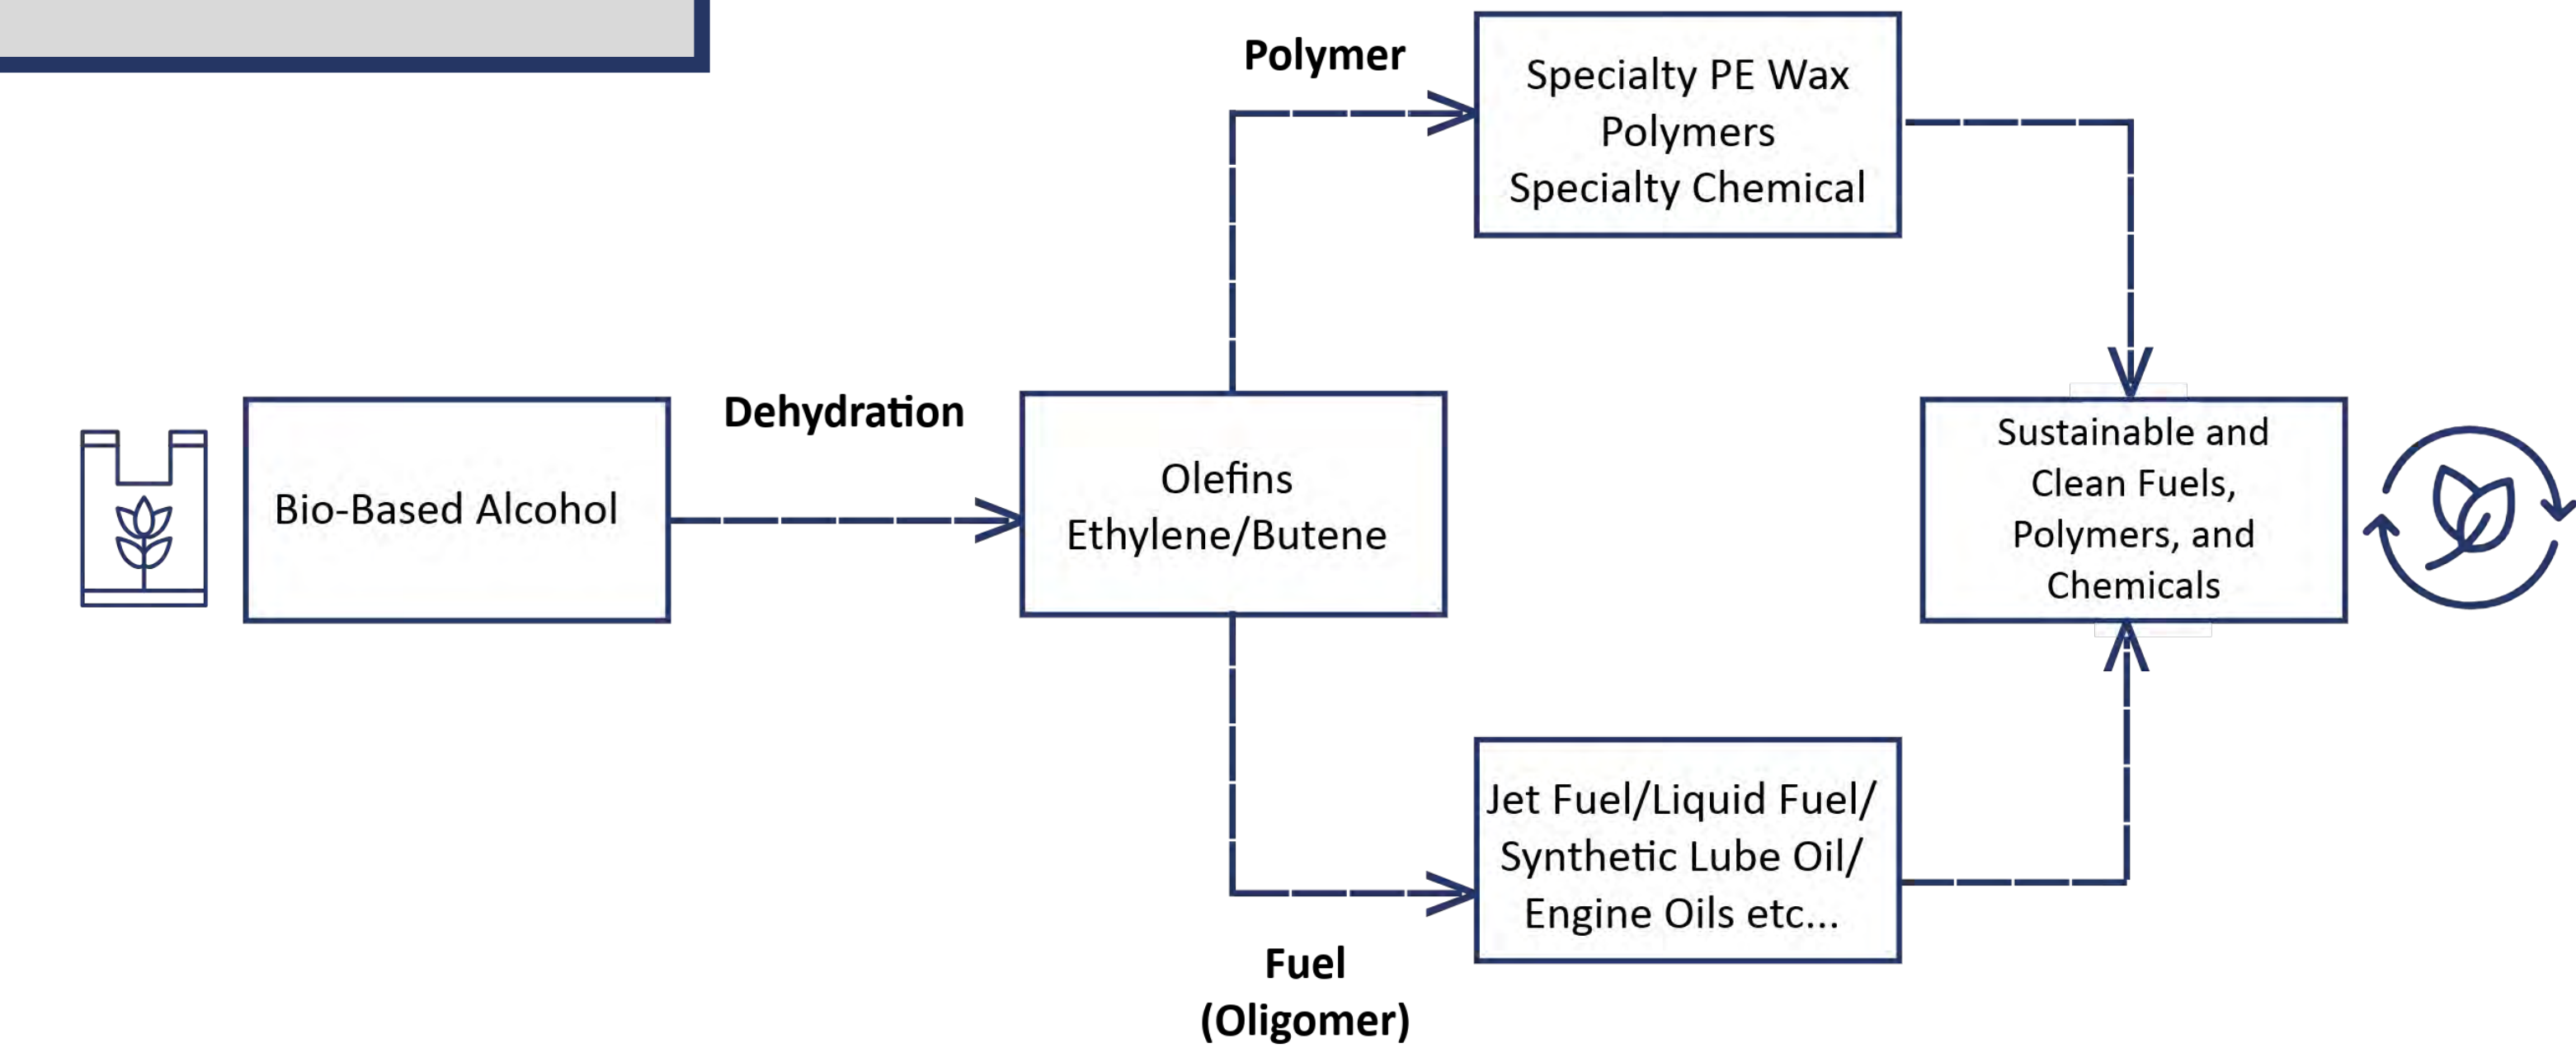 Polymer
Specialty PE Wax
Polymers
Specialty Chemical
Dehydration
Bio-Based Alcohol
Olefins
Ethylene/Butene
Sustainable and
Clean Fuels,
Polymers, and
Chemicals
Jet Fuel/Liquid Fuel/
Synthetic Lube Oil/
Engine Oils etc...
Fuel
(Oligomer)